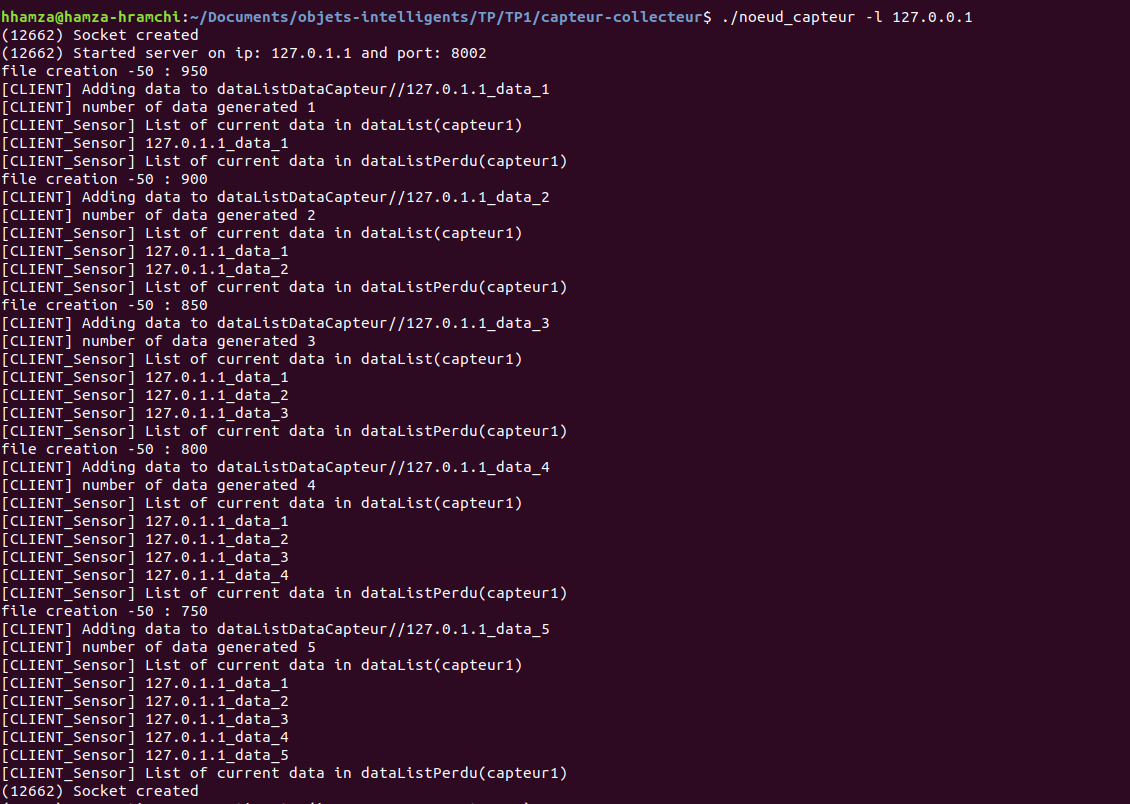 hhamza@hamza-hramchi:~/Documents/objets-intelligents/TP/TP1/capteur-collecteur$ ./noeud_capteur -l 127.0.0.1
(12662) Socket created
(12662) Started server on ip: 127.0.1.1 and port: 8002
file creation -50 : 950
[CLIENT] Adding data to dataListDataCapteur//127.0.1.1_data_1
[CLIENT] number of data generated 1
[CLIENT_Sensor] List of current data in dataList(capteur1)
[CLIENT_Sensor] 127.0.1.1_data_1
[CLIENT_Sensor] List of current data in dataListPerdu(capteur1)
file creation -50 : 900
[CLIENT] Adding data to dataListDataCapteur//127.0.1.1_data_2
[CLIENT] number of data generated 2
[CLIENT_Sensor] List of current data in dataList(capteur1)
[CLIENT_Sensor] 127.0.1.1_data_1
[CLIENT_Sensor] 127.0.1.1_data_2
[CLIENT_Sensor] List of current data in dataListPerdu(capteur1)
file creation -50 : 850
[CLIENT] Adding data to dataListDataCapteur//127.0.1.1_data_3
[CLIENT] number of data generated 3
[CLIENT_Sensor] List of current data in dataList(capteur1)
[CLIENT_Sensor] 127.0.1.1_data_1
[CLIENT_Sensor] 127.0.1.1_data_2
[CLIENT_Sensor] 127.0.1.1_data_3
[CLIENT_Sensor] List of current data in dataListPerdu(capteur1)
file creation -50 : 800
[CLIENT] Adding data to dataListDataCapteur//127.0.1.1_data_4
[CLIENT] number of data generated 4
[CLIENT_Sensor] List of current data in dataList(capteur1)
[CLIENT_Sensor] 127.0.1.1_data_1
[CLIENT_Sensor] 127.0.1.1_data_2
[CLIENT_Sensor] 127.0.1.1_data_3
[CLIENT_Sensor] 127.0.1.1_data_4
[CLIENT_Sensor] List of current data in dataListPerdu(capteur1)
file creation -50 : 750
[CLIENT] Adding data to dataListDataCapteur//127.0.1.1_data_5
[CLIENT] number of data generated 5
[CLIENT_Sensor] List of current data in dataList(capteur1)
[CLIENT_Sensor] 127.0.1.1_data_1
[CLIENT_Sensor] 127.0.1.1_data_2
[CLIENT_Sensor] 127.0.1.1_data_3
[CLIENT_Sensor] 127.0.1.1_data_4
[CLIENT_Sensor] 127.0.1.1_data_5
[CLIENT_Sensor] List of current data in dataListPerdu(capteur1)
(12662) Socket created